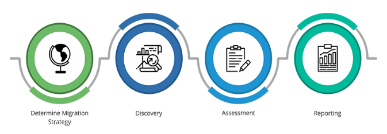 Determine Migration
Strategy
Discovery
Assessment
Reporting